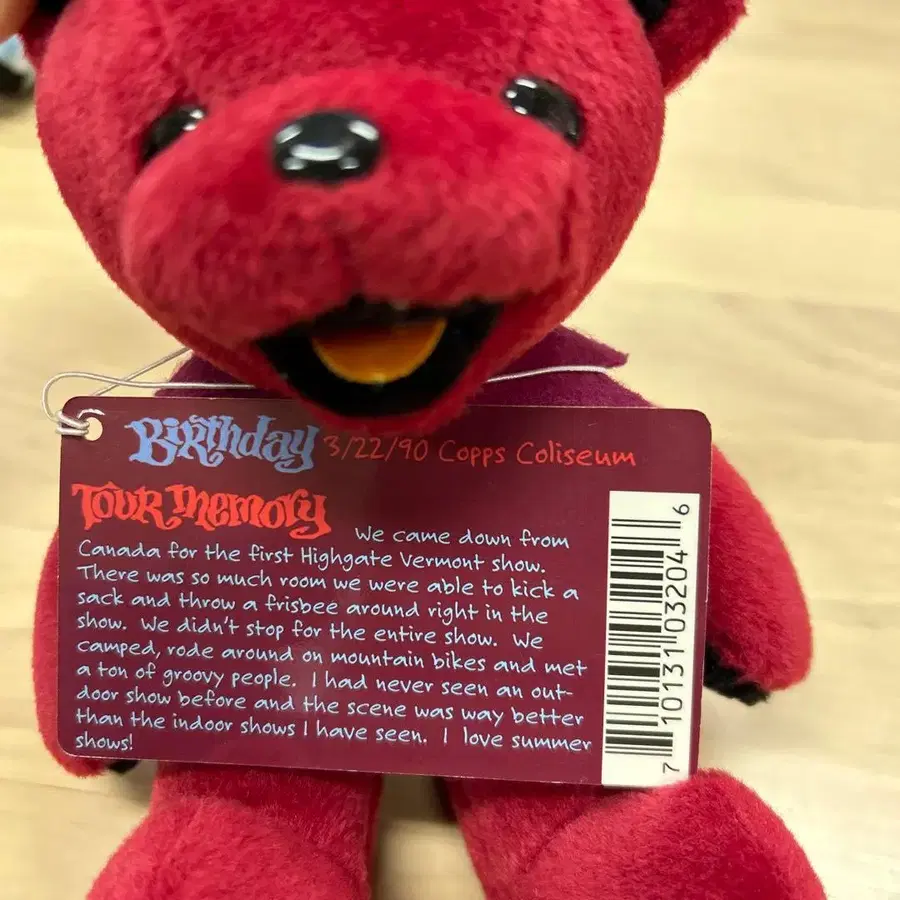 Birthday 3/22/90 Copps Coliseum
Tour Memory We came down from
Canada for the first Highgate Vermont show.
There was so much room we were able to kick a
sack and throw a frisbee around right in the
show. We didn't stop for the entire show. We
camped, rode around on mountain bikes and met
a ton of groovy people. I had never seen an out-
door show before and the scene was way better
than the indoor shows I have seen. I love summer
shows!
7 10131 03204 6